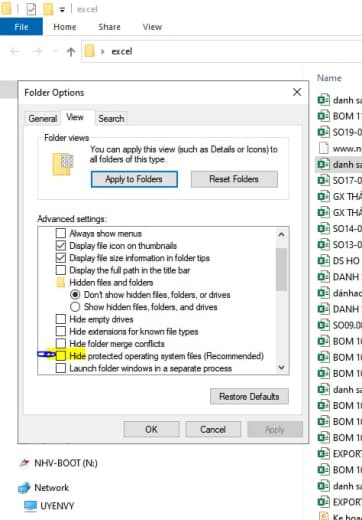 excel
File
Home
Share
View
excel
Name
Folder Options
General
View
Search
Folder views
You can apply this view (such as Details or Icons) to
all folders of this type.
Apply to Folders
Reset Folders
Advanced settings:
Always show menus
Display file icon on thumbnails
Display file size information in folder tips
Display the full path in the title bar
Hidden files and folders
Don't show hidden files, folders, or drives
Show hidden files, folders, and drives
Hide empty drives
Hide extensions for known file types
Hide folder merge conflicts
Hide protected operating system files (Recommended)
Launch folder windows in a separate process
Restore Defaults
OK
Cancel
Apply
danh sa
BOM 1
SO19-0
www.n
danh sa
SO17-0
GX THÁ
GX THÁ
SO14-0
SO13-0
DS HO
DANH
dánhad
DANH
SO09.0
BOM 10
BOM 10
danh sa
BOM 10
BOM 10
BOM 10
EXPORT
BOM 10
danh sa
EXPORT
Ke hoa
NHV-BOOT (N:)
Network
UYENVY